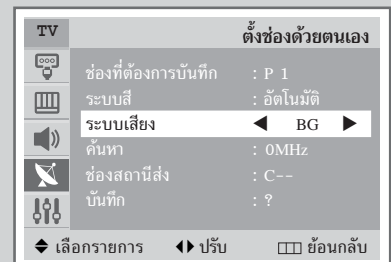 TV ตั้งช่องด้วยตนเอง
ช่องที่ต้องการบันทึก : P 1
ระบบสี : อัตโนมัติ
ระบบเสียง ◀ BG ▶
ค้นหา : 0MHz
ช่องสถานีส่ง : C--
บันทึก : ?
เลือกรายการ ปรับ ย้อนกลับ